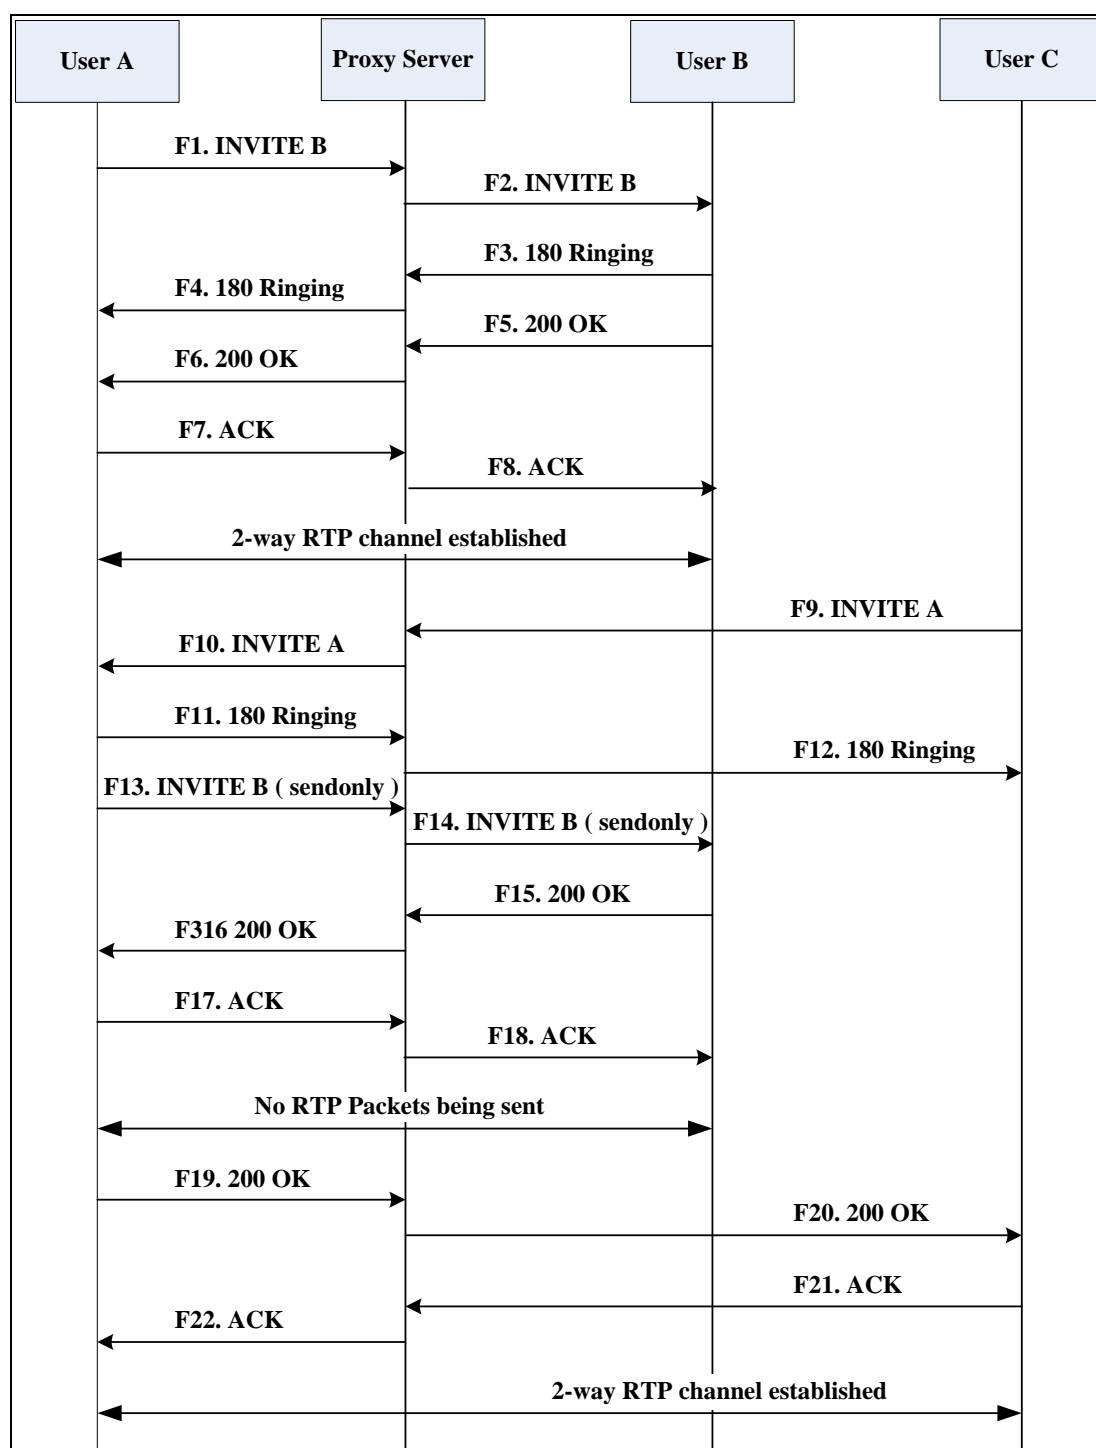 User A
Proxy Server
User B
User C
F1. INVITE B
F2. INVITE B
F3. 180 Ringing
F4. 180 Ringing
F5. 200 OK
F6. 200 OK
F7. ACK
F8. ACK
2-way RTP channel established
F9. INVITE A
F10. INVITE A
F11. 180 Ringing
F12. 180 Ringing
F13. INVITE B ( sendonly )
F14. INVITE B ( sendonly )
F15. 200 OK
F316 200 OK
F17. ACK
F18. ACK
No RTP Packets being sent
F19. 200 OK
F20. 200 OK
F21. ACK
F22. ACK
2-way RTP channel established